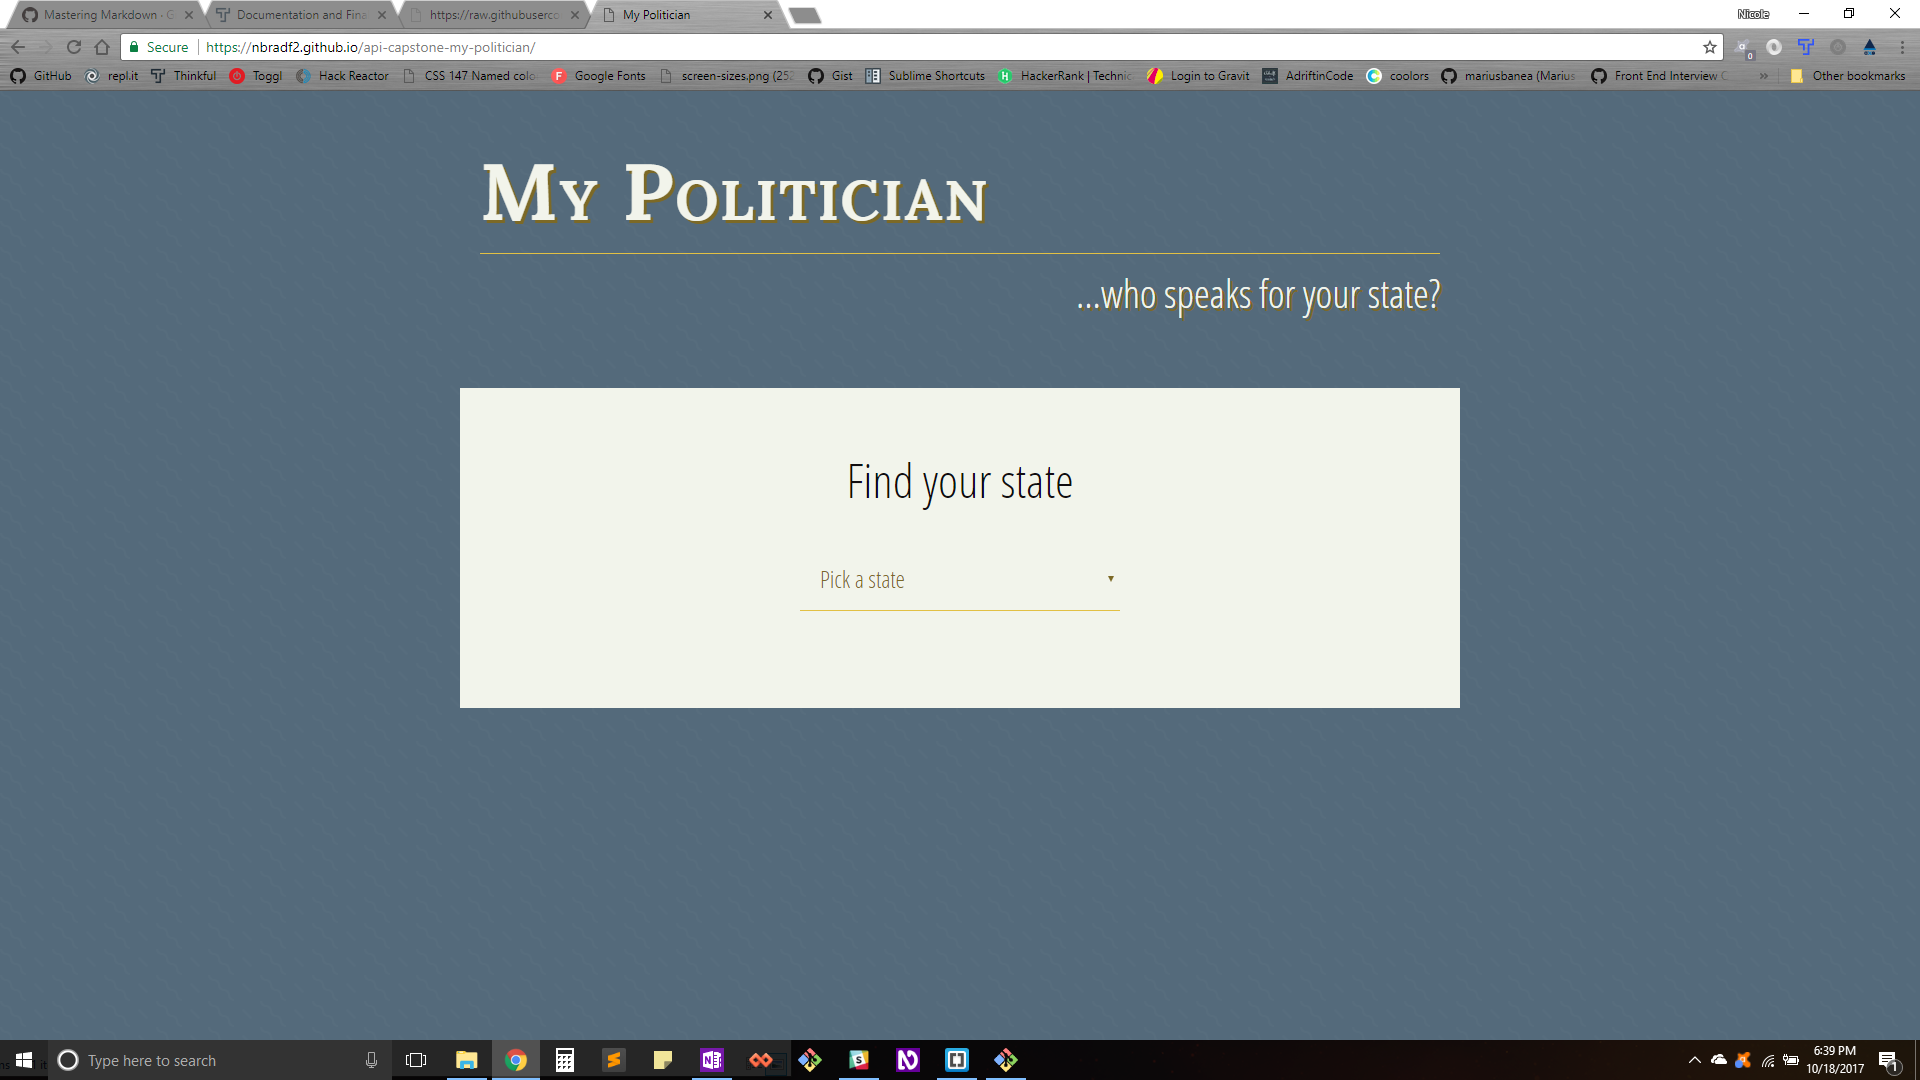 Mastering Markdown - G
Documentation and Fina
https://raw.githubuserco
My Politician
Nicole
Secure
https://nbradf2.github.io/api-capstone-my-politician/
0
GitHub
repl.it
Thinkful
Toggl
Hack Reactor
CSS 147 Named colo
Google Fonts
screen-sizes.png (252
Gist
Sublime Shortcuts
HackerRank | Technic
Login to Gravit
AdriftinCode
coolors
mariusbanea (Marius
Front End Interview
Other bookmarks
My Politician
...who speaks for your state?
Find your state
Pick a state
Type here to search
6:39 PM
10/18/2017
1